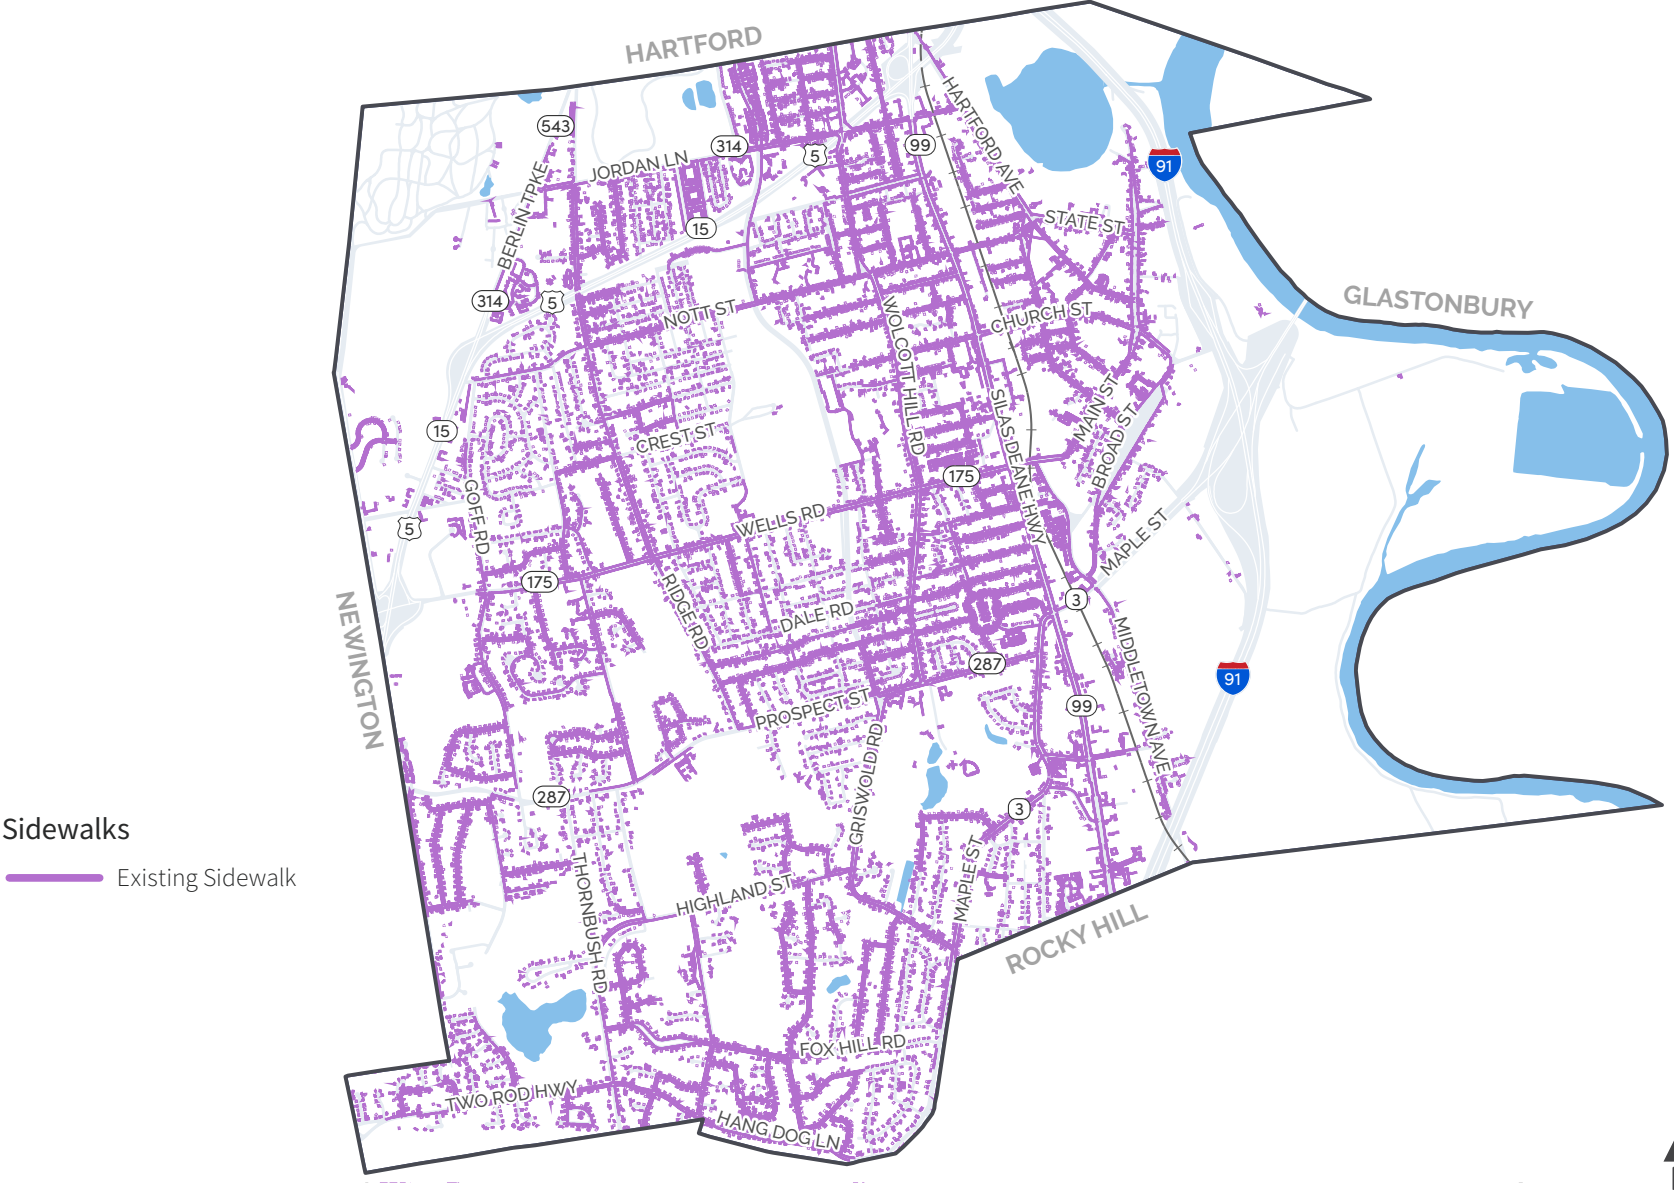 HARTFORD
543
314
5
99
HARTFORD AVE
91
JORDAN LN
BERLIN TPKE
15
STATE ST
314
5
NOTT ST
WOLCOTT HILL RD
CHURCH ST
GLASTONBURY
15
CREST ST
MAIN ST
BROAD ST
SILAS DEANE HWY
175
GOFF RD
5
WELLS RD
MAPLE ST
175
RIDGE RD
DALE RD
3
NEWINGTON
MIDDLETOWN AVE
287
91
PROSPECT ST
99
GRISWOLD RD
287
3
Sidewalks
Existing Sidewalk
THORNBUSH RD
HIGHLAND ST
MAPLE ST
ROCKY HILL
FOX HILL RD
TWO ROD HWY
HANG DOG LN